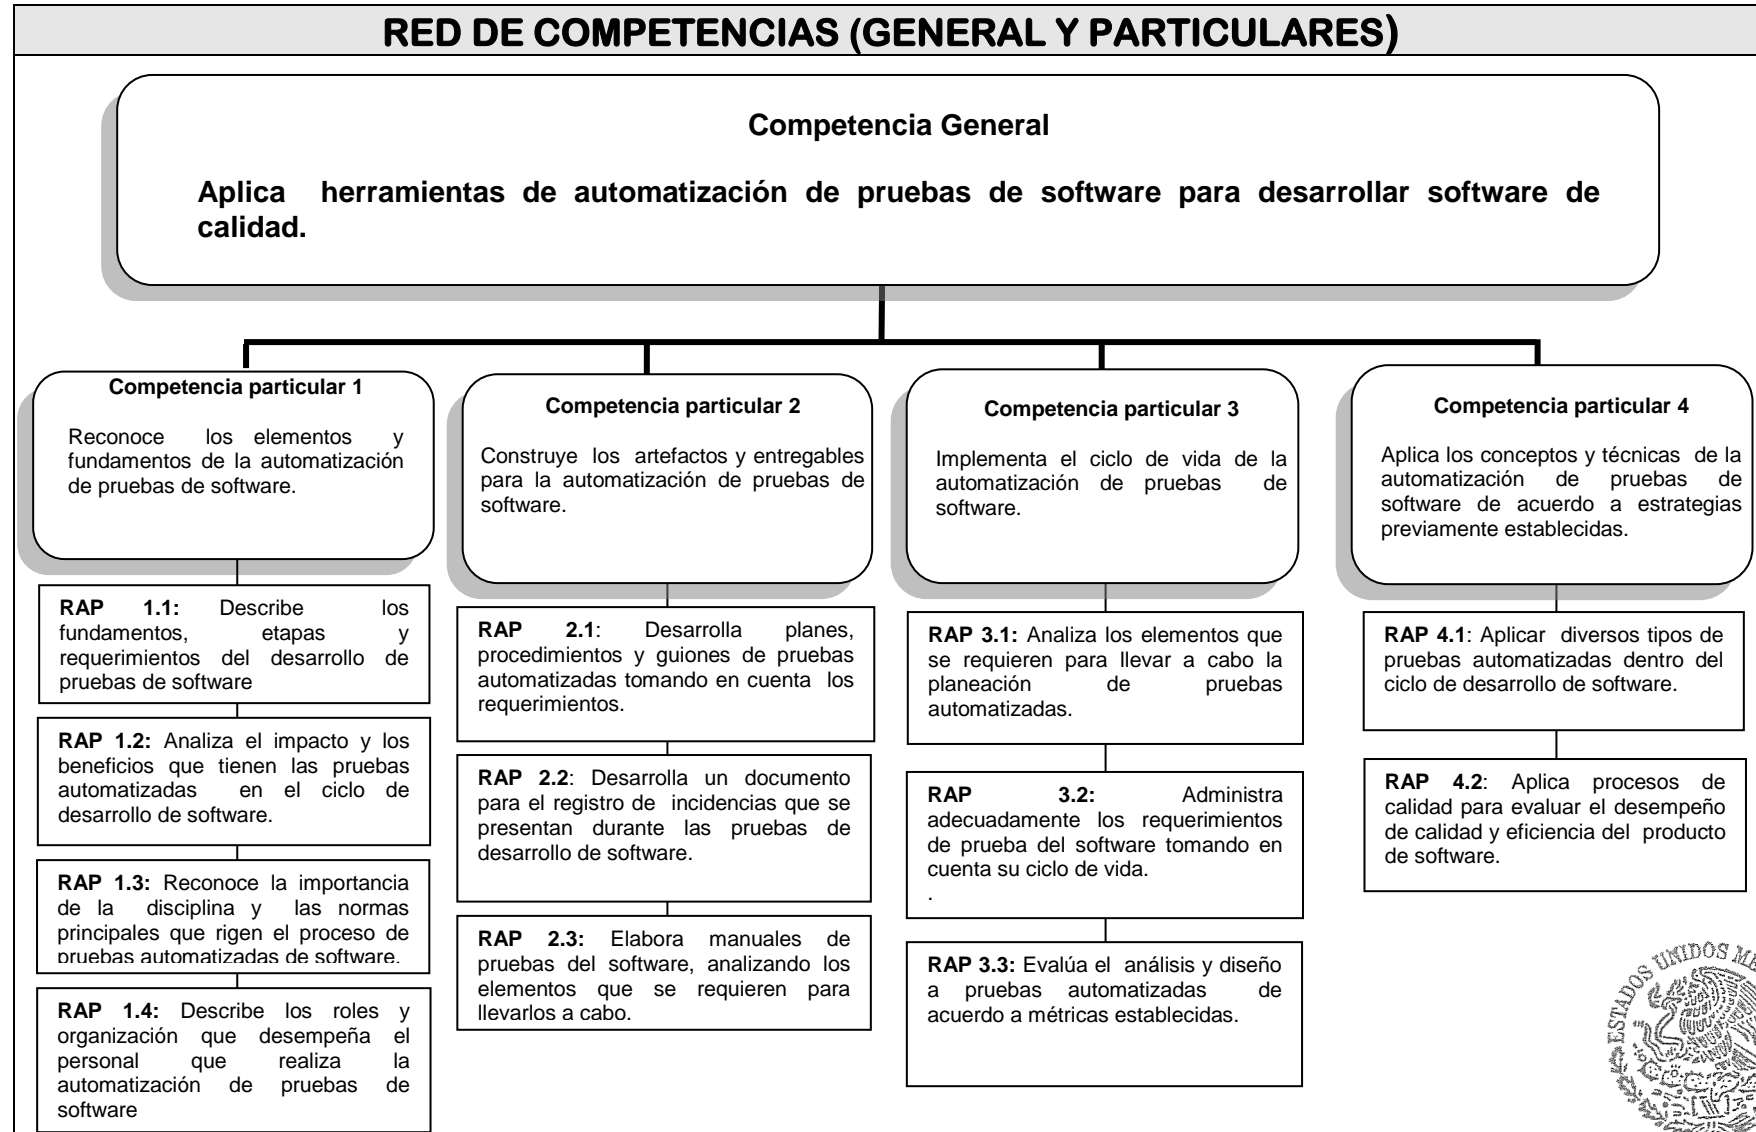 RED DE COMPETENCIAS (GENERAL Y PARTICULARES)
Competencia General
Aplica herramientas de automatización de pruebas de software para desarrollar software de
calidad.
Competencia particular 1
Reconoce los elementos y
fundamentos de la automatización
de pruebas de software.
RAP 1.1: Describe los
fundamentos, etapas y
requerimientos del desarrollo de
pruebas de software
RAP 1.2: Analiza el impacto y los
beneficios que tienen las pruebas
automatizadas en el ciclo de
desarrollo de software.
RAP 1.3: Reconoce la importancia
de la disciplina y las normas
principales que rigen el proceso de
pruebas automatizadas de software.
RAP 1.4: Describe los roles y
organización que desempeña el
personal que realiza la
automatización de pruebas de
software
Competencia particular 2
Construye los artefactos y entregables
para la automatización de pruebas de
software.
RAP 2.1: Desarrolla planes,
procedimientos y guiones de pruebas
automatizadas tomando en cuenta los
requerimientos.
RAP 2.2: Desarrolla un documento
para el registro de incidencias que se
presentan durante las pruebas de
desarrollo de software.
RAP 2.3: Elabora manuales de
pruebas del software, analizando los
elementos que se requieren para
llevarlos a cabo.
Competencia particular 3
Implementa el ciclo de vida de la
automatización de pruebas de
software.
RAP 3.1: Analiza los elementos que
se requieren para llevar a cabo la
planeación de pruebas
automatizadas.
RAP 3.2: Administra
adecuadamente los requerimientos
de prueba del software tomando en
cuenta su ciclo de vida.
.
RAP 3.3: Evalúa el análisis y diseño
a pruebas automatizadas de
acuerdo a métricas establecidas.
Competencia particular 4
Aplica los conceptos y técnicas de la
automatización de pruebas de
software de acuerdo a estrategias
previamente establecidas.
RAP 4.1: Aplicar diversos tipos de
pruebas automatizadas dentro del
ciclo de desarrollo de software.
RAP 4.2: Aplica procesos de
calidad para evaluar el desempeño
de calidad y eficiencia del producto
de software.
ESTADOS UNIDOS ME